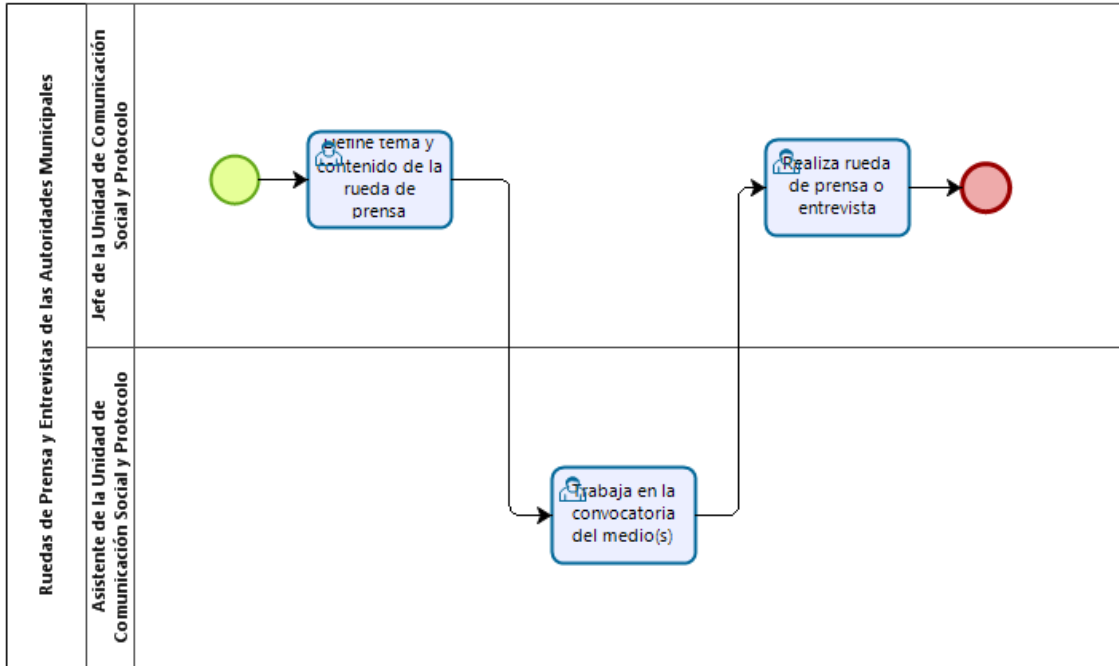 Ruedas de Prensa y Entrevistas de las Autoridades Municipales
Jefe de la Unidad de Comunicación
Social y Protocolo
Define tema y
contenido de la
rueda de
prensa
Realiza rueda
de prensa o
entrevista
Asistente de la Unidad de
Comunicación Social y Protocolo
Trabaja en la
convocatoria
del medio(s)